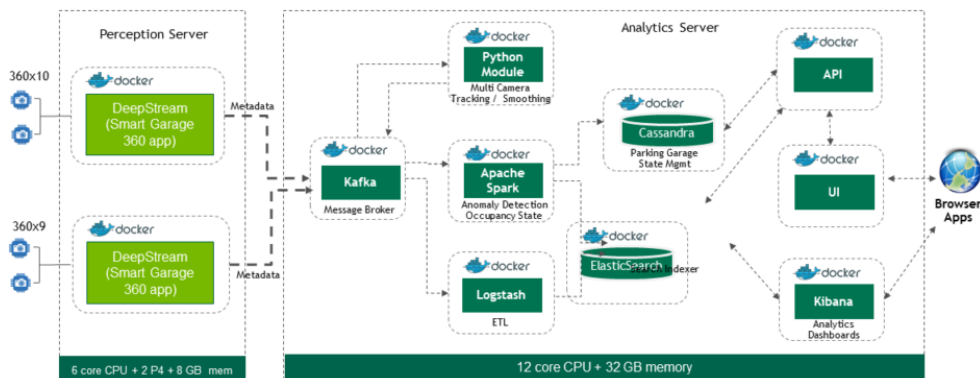 Perception Server
360x10
docker
DeepStream
(Smart Garage
360 app)
Metadata
360x9
docker
DeepStream
(Smart Garage
360 app)
Metadata
6 core CPU + 2 P4 + 8 GB mem
Analytics Server
docker
Python
Module
Multi Camera
Tracking / Smoothing
docker
Kafka
Message Broker
docker
Apache
Spark
Anomaly Detection
Occupancy State
docker
Logstash
ETL
docker
Cassandra
Parking Garage
State Mgmt
docker
ElasticSearch
search indexer
docker
API
docker
UI
docker
Kibana
Analytics
Dashboards
Browser
Apps
12 core CPU + 32 GB memory